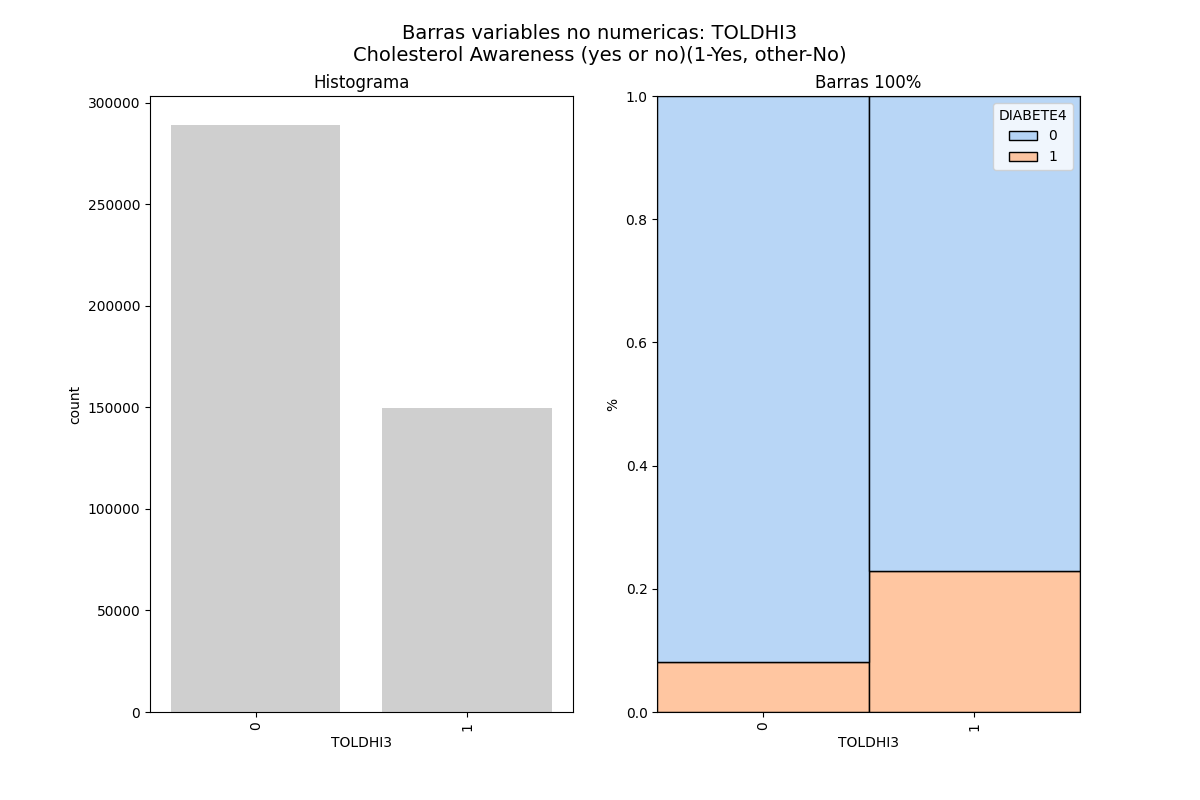 Barras variables no numericas: TOLDHI3
Cholesterol Awareness (yes or no)(1-Yes, other-No)
Histograma
300000
250000
200000
150000
100000
50000
0
count
0
1
TOLDHI3
Barras 100%
1.0
0.8
0.6
0.4
0.2
0.0
%
DIABETE4
0
1
0
1
TOLDHI3